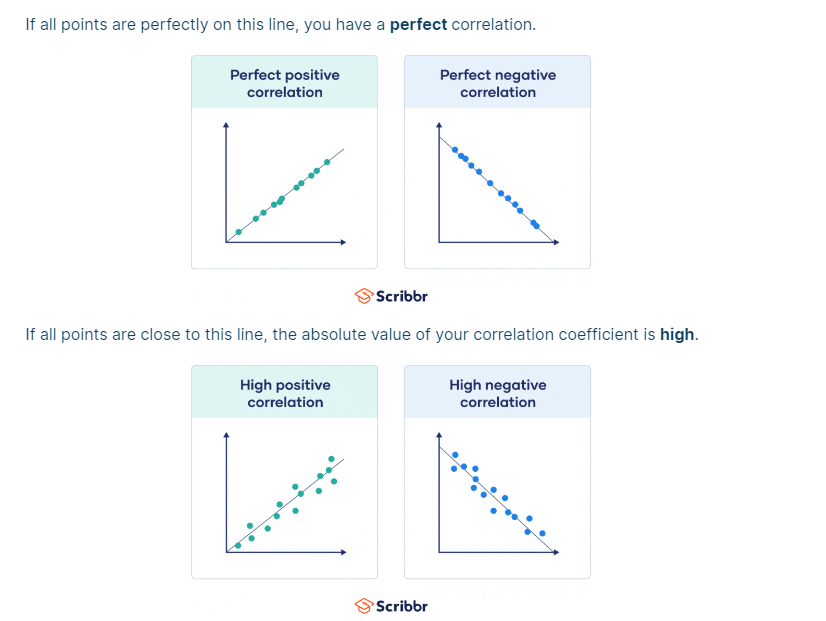 If all points are perfectly on this line, you have a perfect correlation.
Perfect positive
correlation
Perfect negative
correlation
Scribbr
If all points are close to this line, the absolute value of your correlation coefficient is high.
High positive
correlation
High negative
correlation
Scribbr